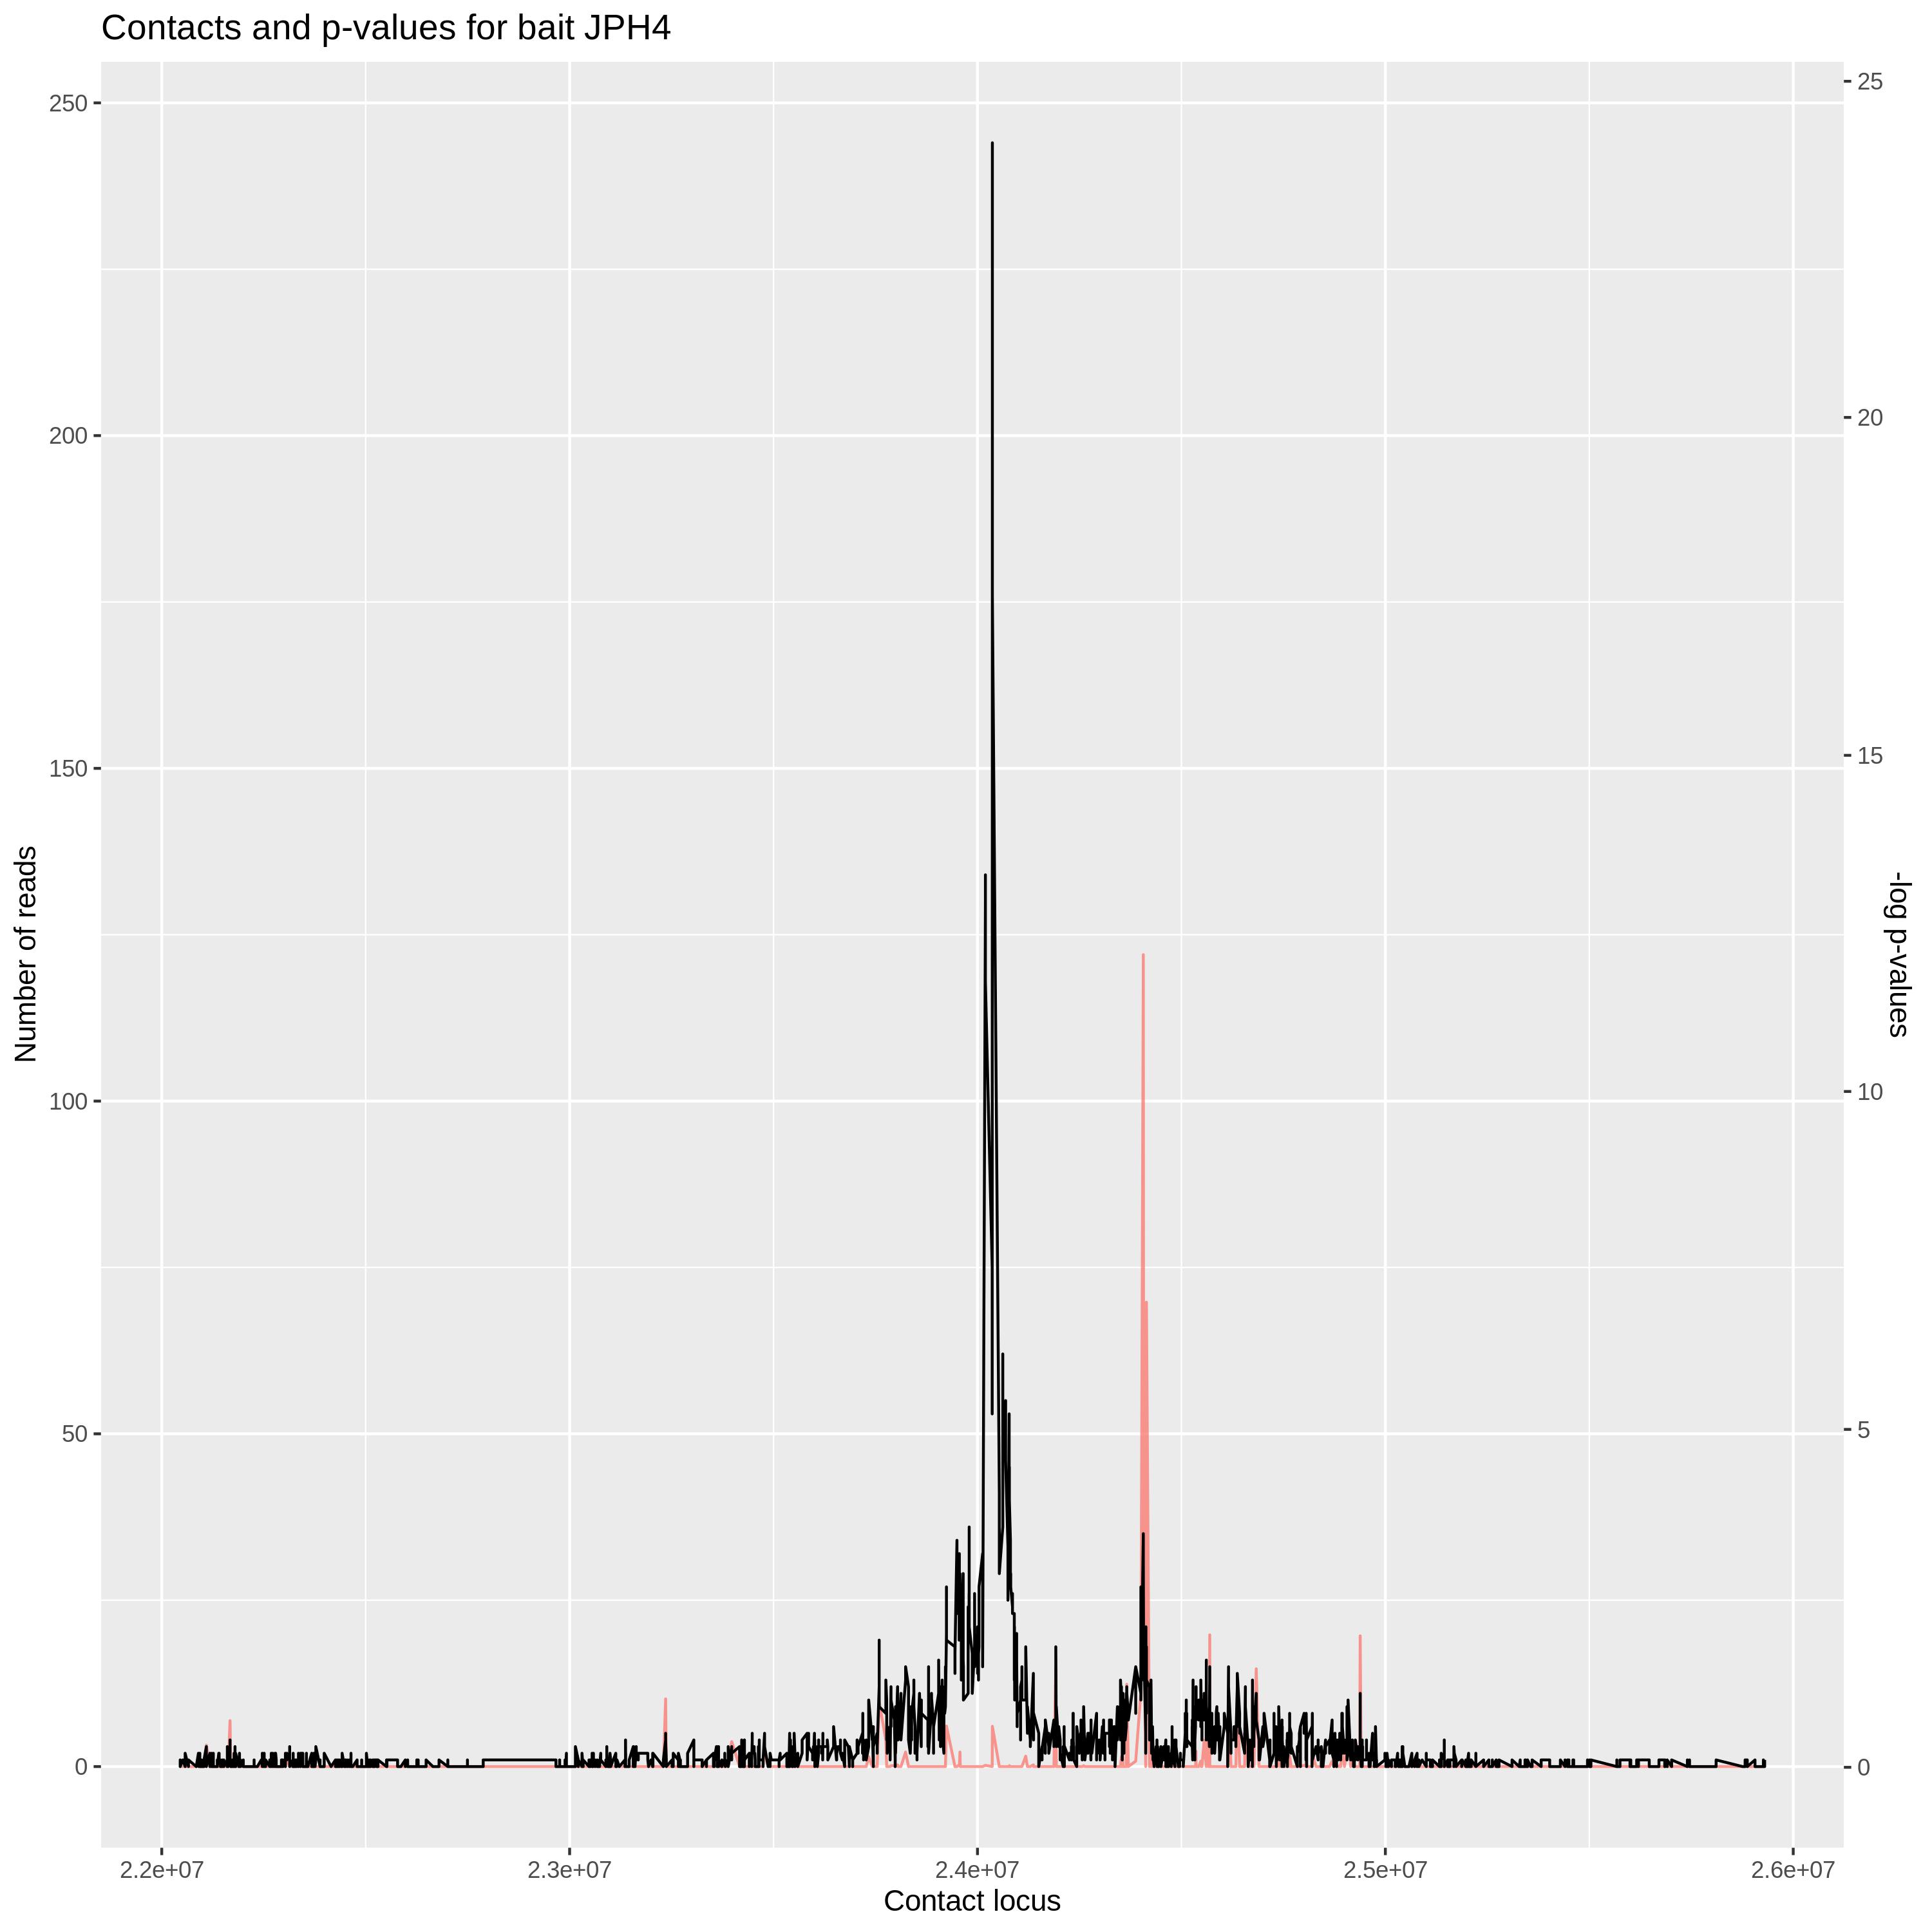 Contacts and p-values for bait JPH4
250
200
150
100
50
0
Number of reads
25
20
15
10
5
0
-log p-values
2.2e+07
2.3e+07
2.4e+07
2.5e+07
2.6e+07
Contact locus